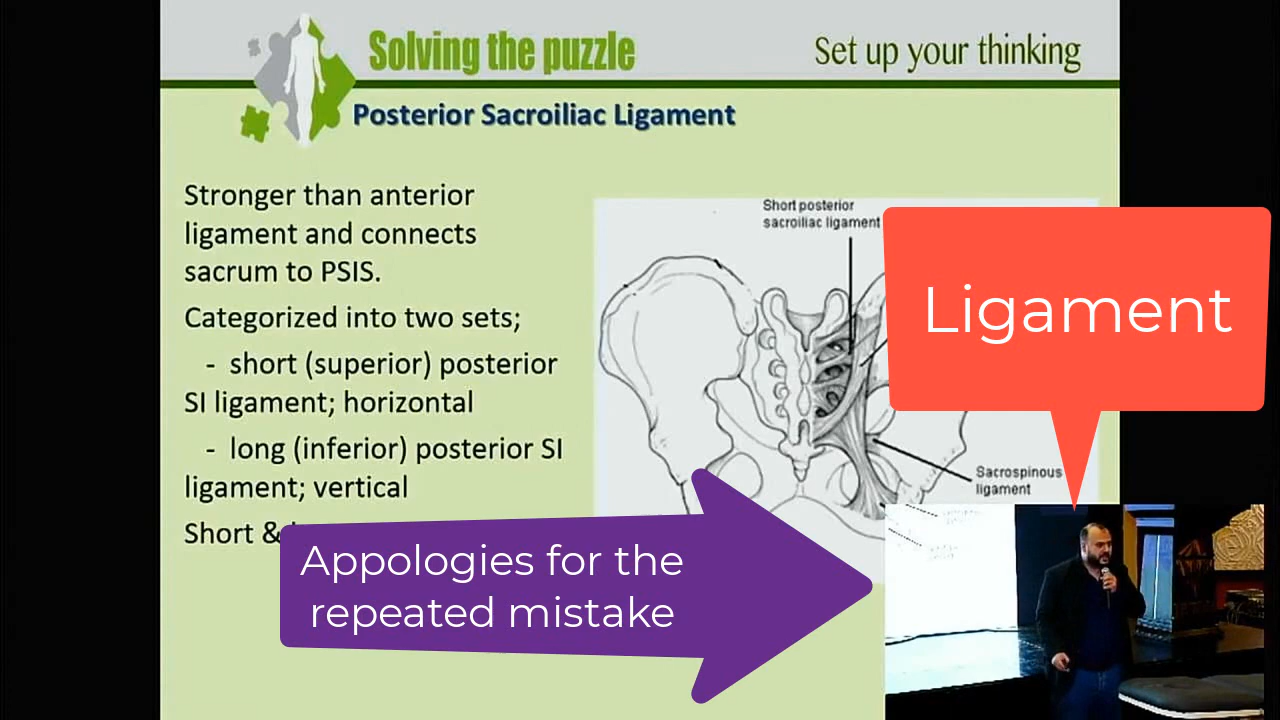 Solving the puzzle
Set up your thinking
Posterior Sacroiliac Ligament
Stronger than anterior
ligament and connects
sacrum to PSIS.
Categorized into two sets;
- short (superior) posterior
SI ligament; horizontal
- long (inferior) posterior SI
ligament; vertical
Short &
Short posterior
sacroiliac ligament
Sacrospinous
ligament
Ligament
Appologies for the
repeated mistake